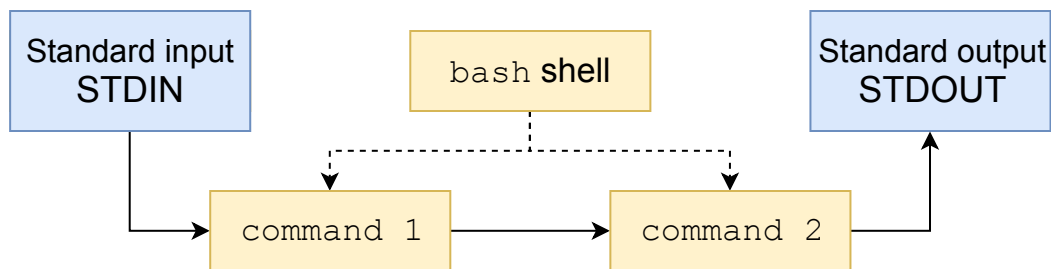 Standard input
STDIN
bash shell
Standard output
STDOUT
command 1
command 2